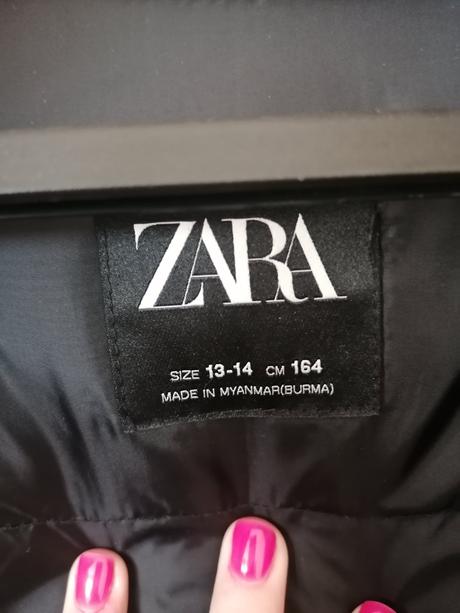 ZARA
SIZE 13-14 CM 164
MADE IN MYANMAR(BURMA)